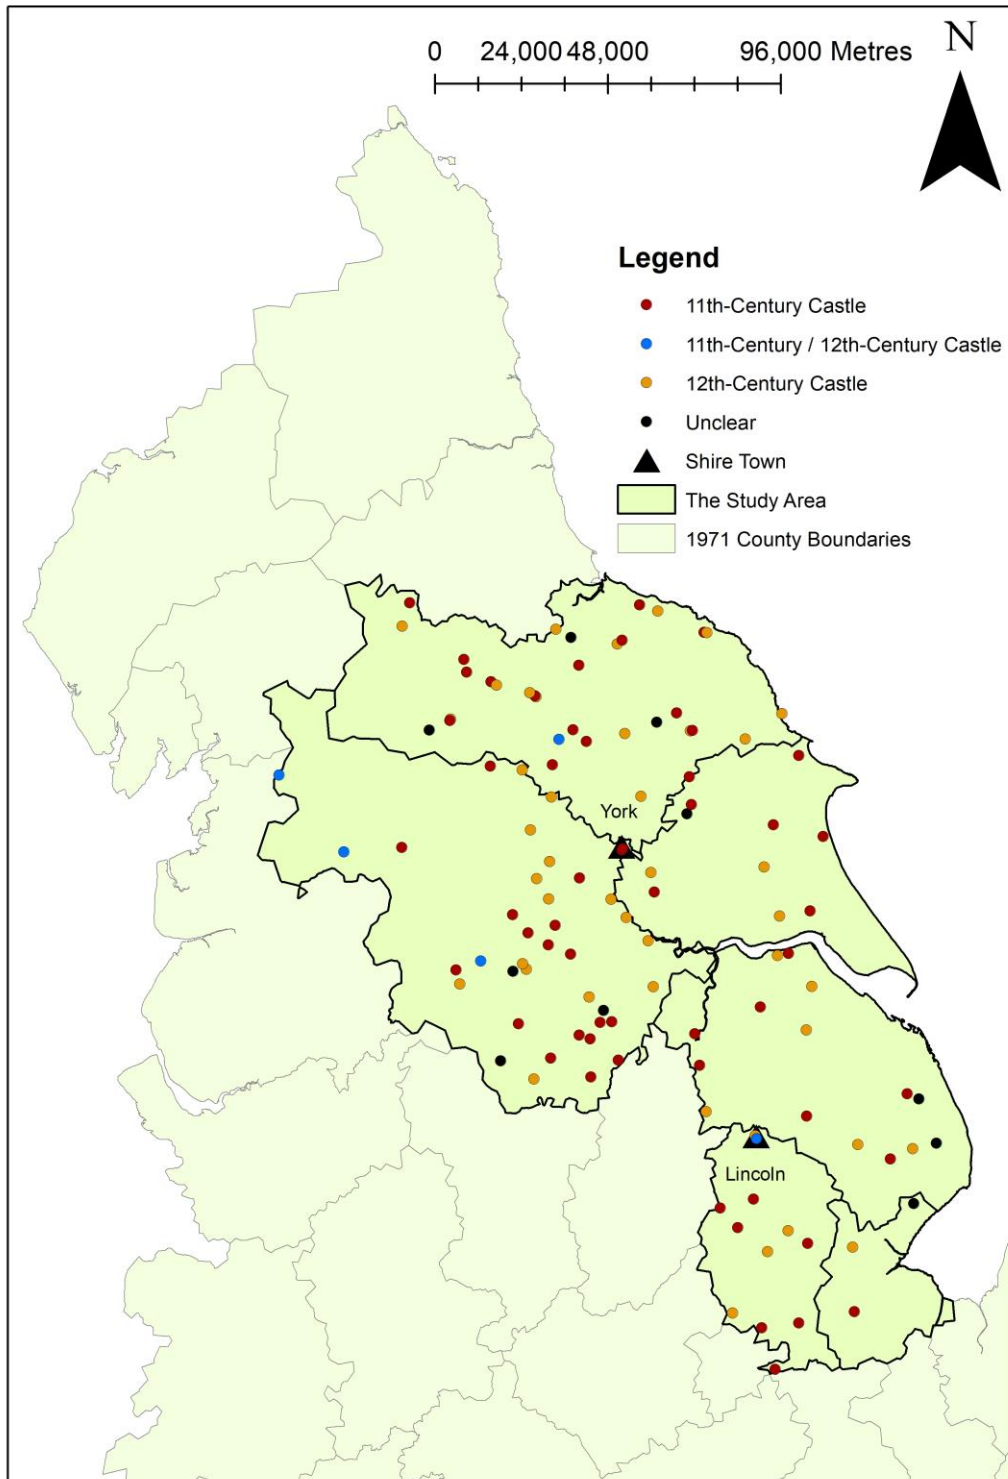 0 24,000 48,000 96,000 Metres
N
Legend
11th-Century Castle
11th-Century / 12th-Century Castle
12th-Century Castle
Unclear
Shire Town
The Study Area
1971 County Boundaries
York
Lincoln